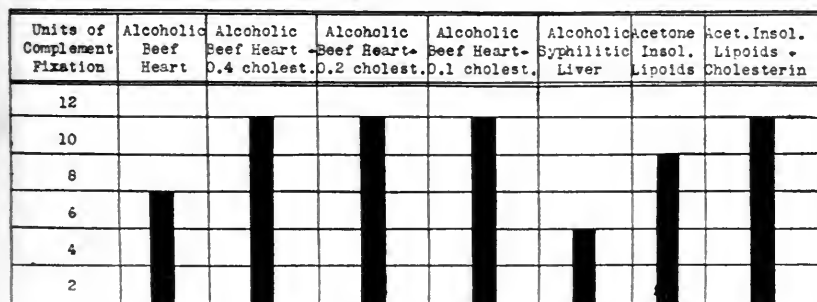 Units of Complement Fixation
Alcoholic Beef Heart
Alcoholic Beef Heart + 0.4 cholest.
Alcoholic Beef Heart+ 0.2 cholest.
Alcoholic Beef Heart+ 0.1 cholest.
Alcoholic Syphilitic Liver
Acetone Insol. Lipoids
Acet.Insol. Lipoids + Cholesterin
12
10
8
6
4
2